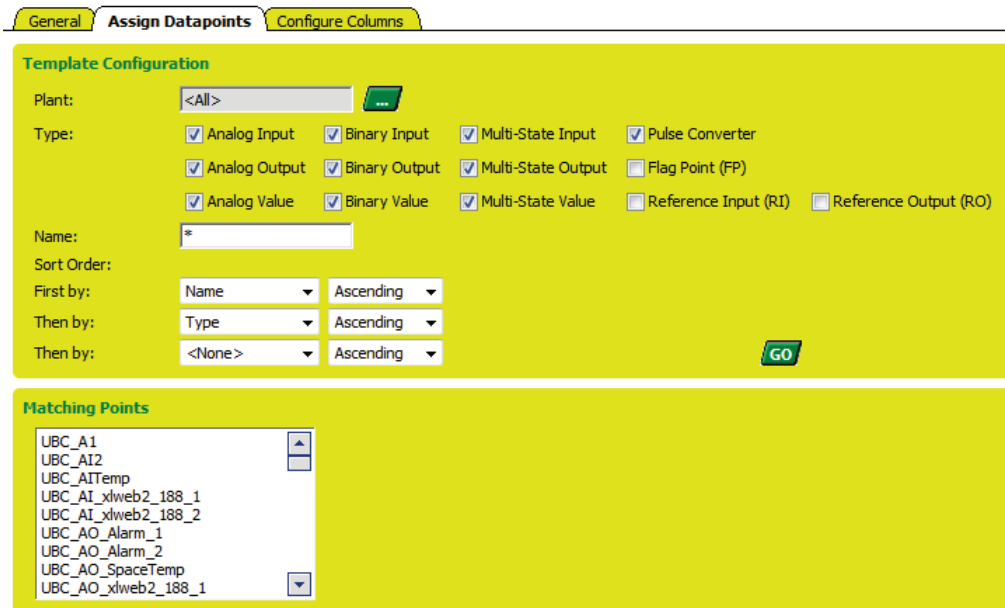 General Assign Datapoints Configure Columns
Template Configuration
Plant: <All> ...
Type: Analog Input Binary Input Multi-State Input Pulse Converter
Analog Output Binary Output Multi-State Output Flag Point (FP)
Analog Value Binary Value Multi-State Value Reference Input (RI) Reference Output (RO)
Name: *
Sort Order:
First by: Name Ascending
Then by: Type Ascending
Then by: <None> Ascending GO
Matching Points
UBC_A1
UBC_AI2
UBC_AITemp
UBC_AI_xlweb2_188_1
UBC_AI_xlweb2_188_2
UBC_AO_Alarm_1
UBC_AO_Alarm_2
UBC_AO_SpaceTemp
UBC_AO_xlweb2_188_1